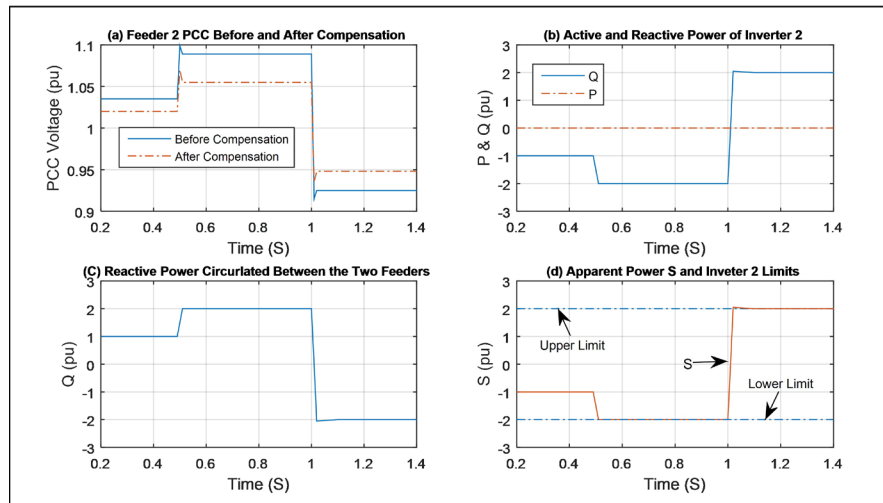 (a) Feeder 2 PCC Before and After Compensation
PCC Voltage (pu)
1.1
1.05
1
0.95
0.9
Before Compensation
After Compensation
0.2 0.4 0.6 0.8 1 1.2 1.4
Time (S)
(b) Active and Reactive Power of Inverter 2
P & Q (pu)
3
2
1
0
-1
-2
-3
Q
P
0.2 0.4 0.6 0.8 1 1.2 1.4
Time (S)
(C) Reactive Power Circurlated Between the Two Feeders
Q (pu)
3
2
1
0
-1
-2
-3
0.2 0.4 0.6 0.8 1 1.2 1.4
Time (S)
(d) Apparent Power S and Inveter 2 Limits
S (pu)
3
2
1
0
-1
-2
-3
Upper Limit
S
Lower Limit
0.2 0.4 0.6 0.8 1 1.2 1.4
Time (S)